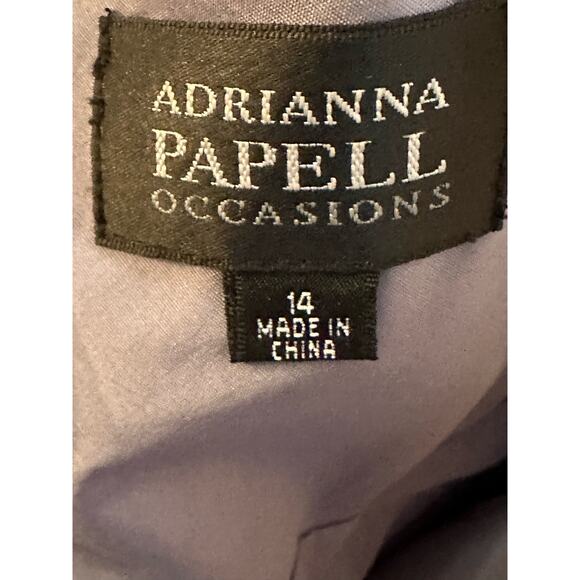 ADRIANNA
PAPELL
OCCASIONS
14
MADE IN
CHINA